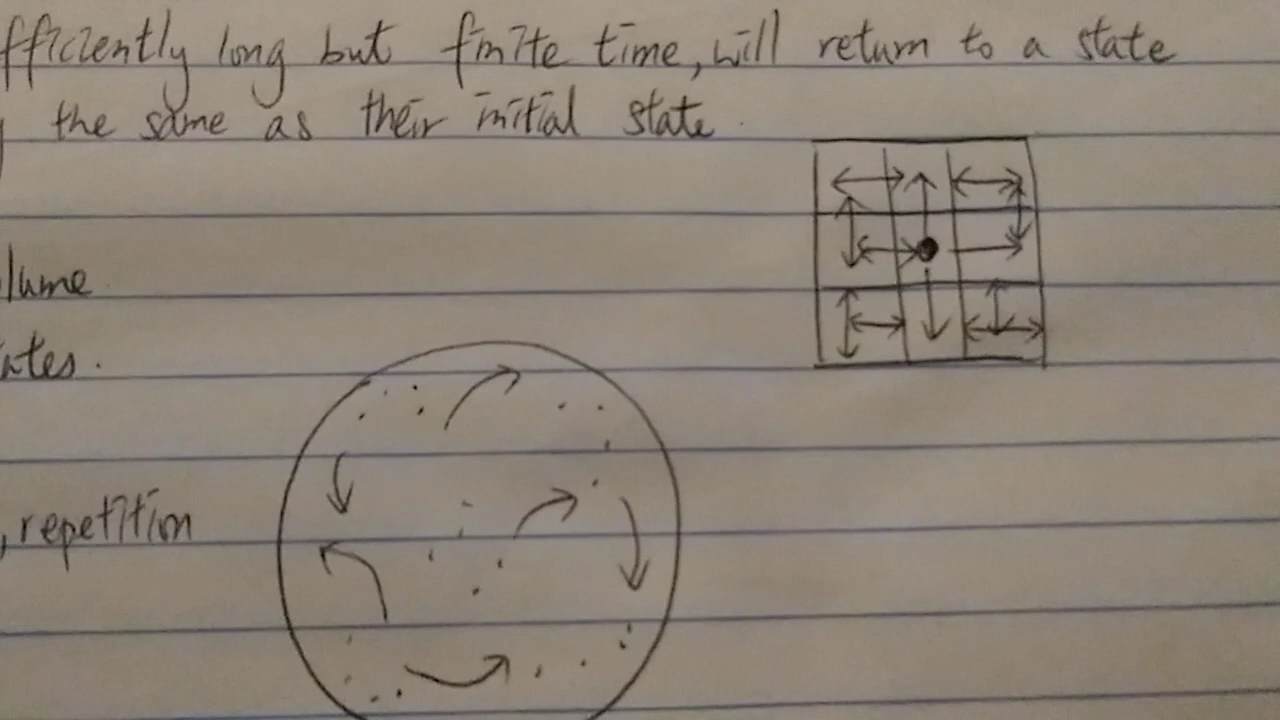 fficiently long but finite time, will return to a state
the same as their initial state.
lume
ates.
, repetition